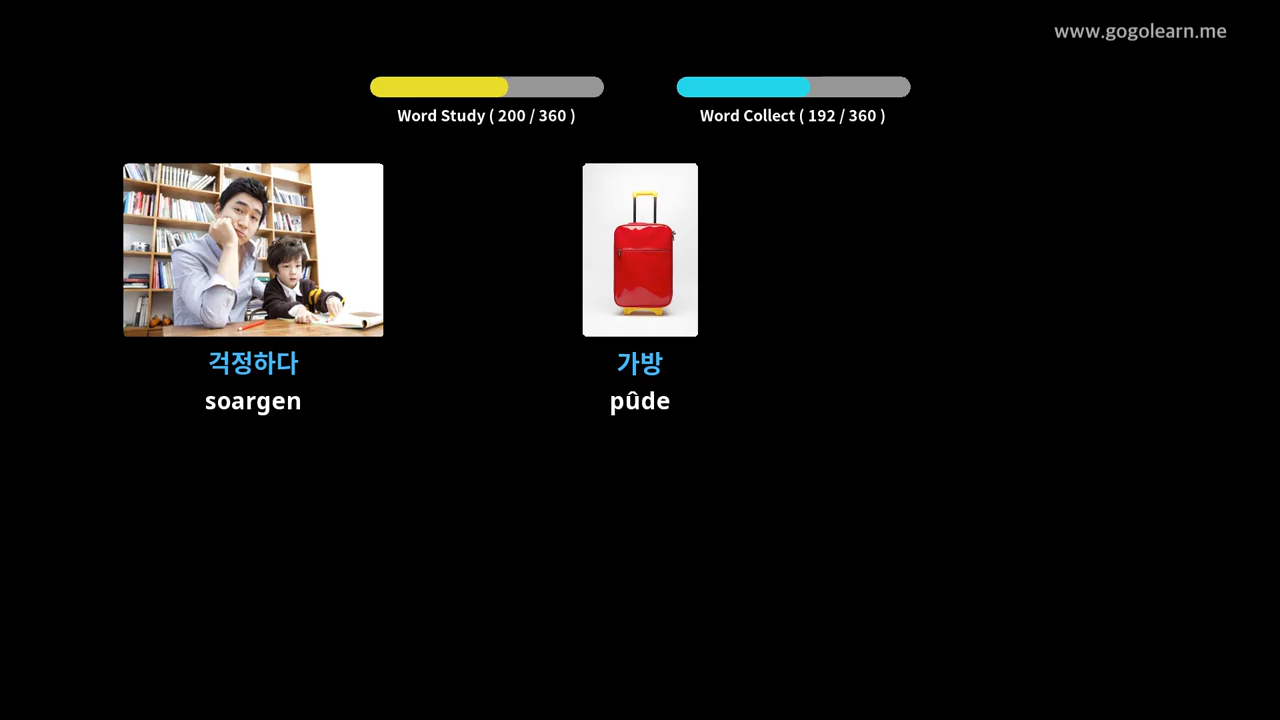 www.gogolearn.me
Word Study ( 200 / 360 )
Word Collect ( 192 / 360 )
걱정하다
soargen
가방
pûde